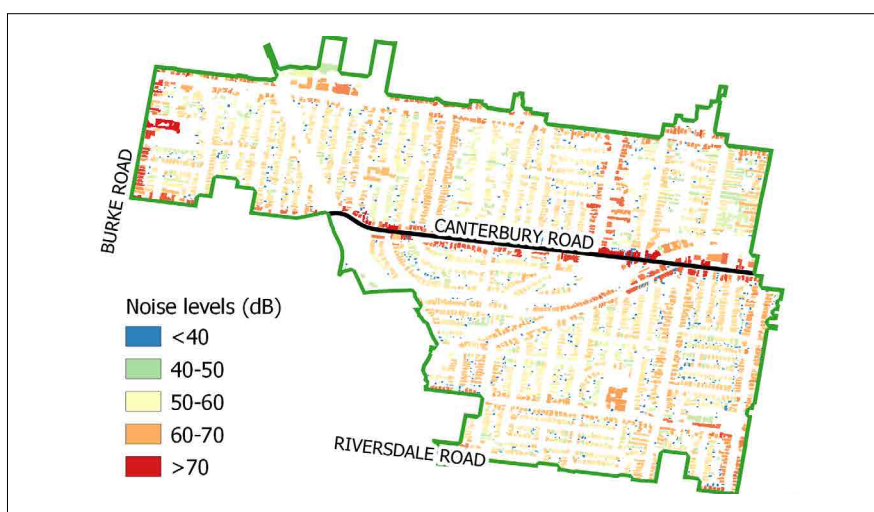 BURKE ROAD
CANTERBURY ROAD
Noise levels (dB)
<40
40-50
50-60
60-70
>70
RIVERSDALE ROAD